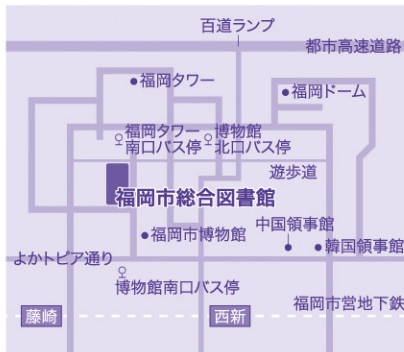 百道ランプ
都市高速道路
福岡タワー
福岡ドーム
福岡タワー
南口バス停
博物館
北口バス停
遊歩道
福岡市総合図書館
中国領事館
福岡市博物館
韓国領事館
よかトピア通り
博物館南口バス停
福岡市営地下鉄
藤崎
西新